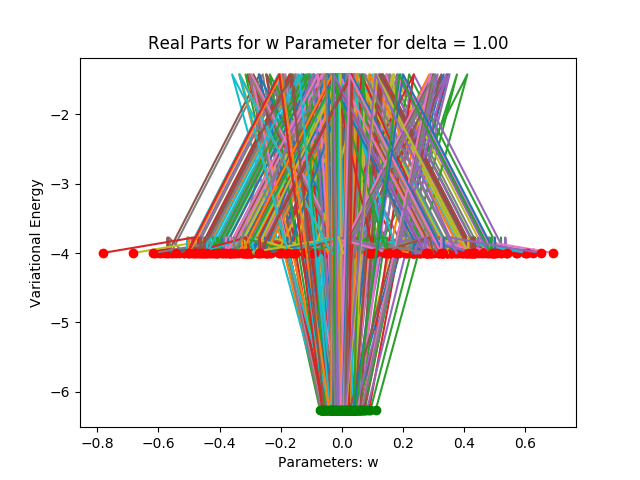 Real Parts for w Parameter for delta = 1.00
Variational Energy
−2
−3
−4
−5
−6
−0.8 −0.6 −0.4 −0.2 0.0 0.2 0.4 0.6
Parameters: w